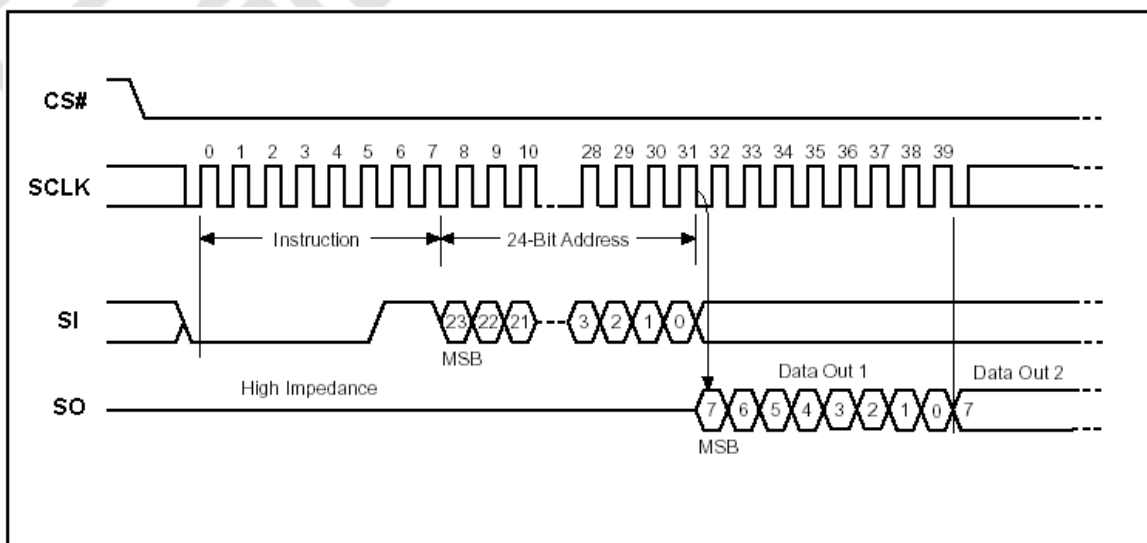 CS#
0 1 2 3 4 5 6 7 8 9 10 28 29 30 31 32 33 34 35 36 37 38 39
SCLK
Instruction 24-Bit Address
SI 23 22 21 3 2 1 0
MSB
High Impedance Data Out 1 Data Out 2
SO 7 6 5 4 3 2 1 0 7
MSB